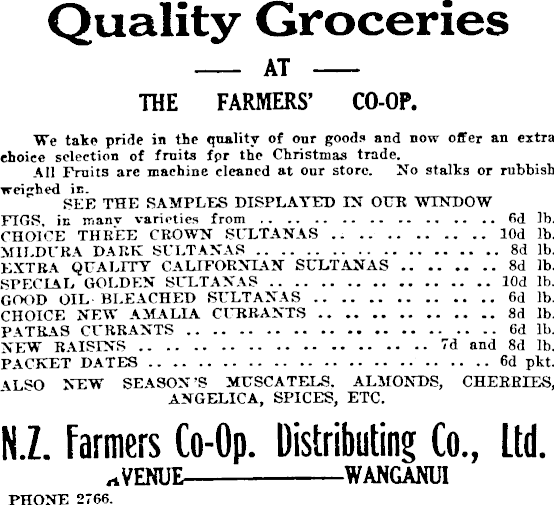 Quality Groceries
—— AT ——
THE FARMERS' CO-OP.
We take pride in the quality of our goods and now offer an extra
choice selection of fruits for the Christmas trade.
All Fruits are machine cleaned at our store. No stalks or rubbish
weighed in.
SEE THE SAMPLES DISPLAYED IN OUR WINDOW
FIGS, in many varieties from .. .. .. .. .. .. .. .. .. 6d lb.
CHOICE THREE CROWN SULTANAS .. .. .. .. .. .. 10d lb.
MILDURA DARK SULTANAS .. .. .. .. .. .. .. .. .. 8d lb.
EXTRA QUALITY CALIFORNIAN SULTANAS .. .. .. .. 8d lb.
SPECIAL GOLDEN SULTANAS .. .. .. .. .. .. .. .. 10d lb.
GOOD OIL BLEACHED SULTANAS .. .. .. .. .. .. .. 6d lb.
CHOICE NEW AMALIA CURRANTS .. .. .. .. .. .. .. 8d lb.
PATRAS CURRANTS .. .. .. .. .. .. .. .. .. .. .. 6d lb.
NEW RAISINS .. .. .. .. .. .. .. .. .. .. 7d and 8d lb.
PACKET DATES .. .. .. .. .. .. .. .. .. .. .. .. 6d pkt.
ALSO NEW SEASON'S MUSCATELS. ALMONDS, CHERRIES,
ANGELICA, SPICES, ETC.
N.Z. Farmers Co-Op. Distributing Co., Ltd.
AVENUE————WANGANUI
PHONE 2766.